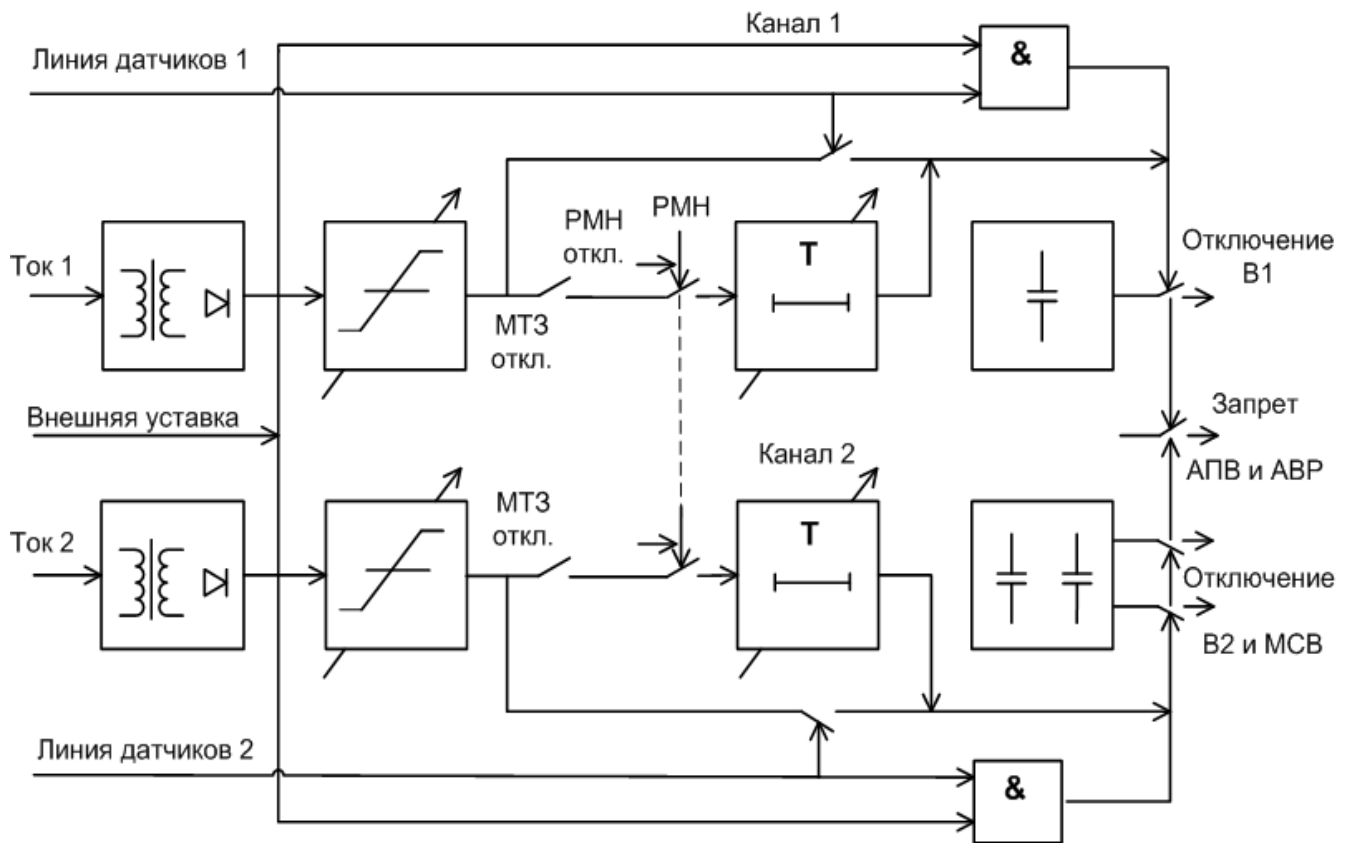 Канал 1
&
Линия датчиков 1
РМН
откл.
РМН
T
Отключение
В1
Ток 1
МТЗ
откл.
Внешняя уставка
Запрет
АПВ и АВР
Канал 2
МТЗ
откл.
T
Ток 2
Отключение
В2 и МСВ
Линия датчиков 2
&